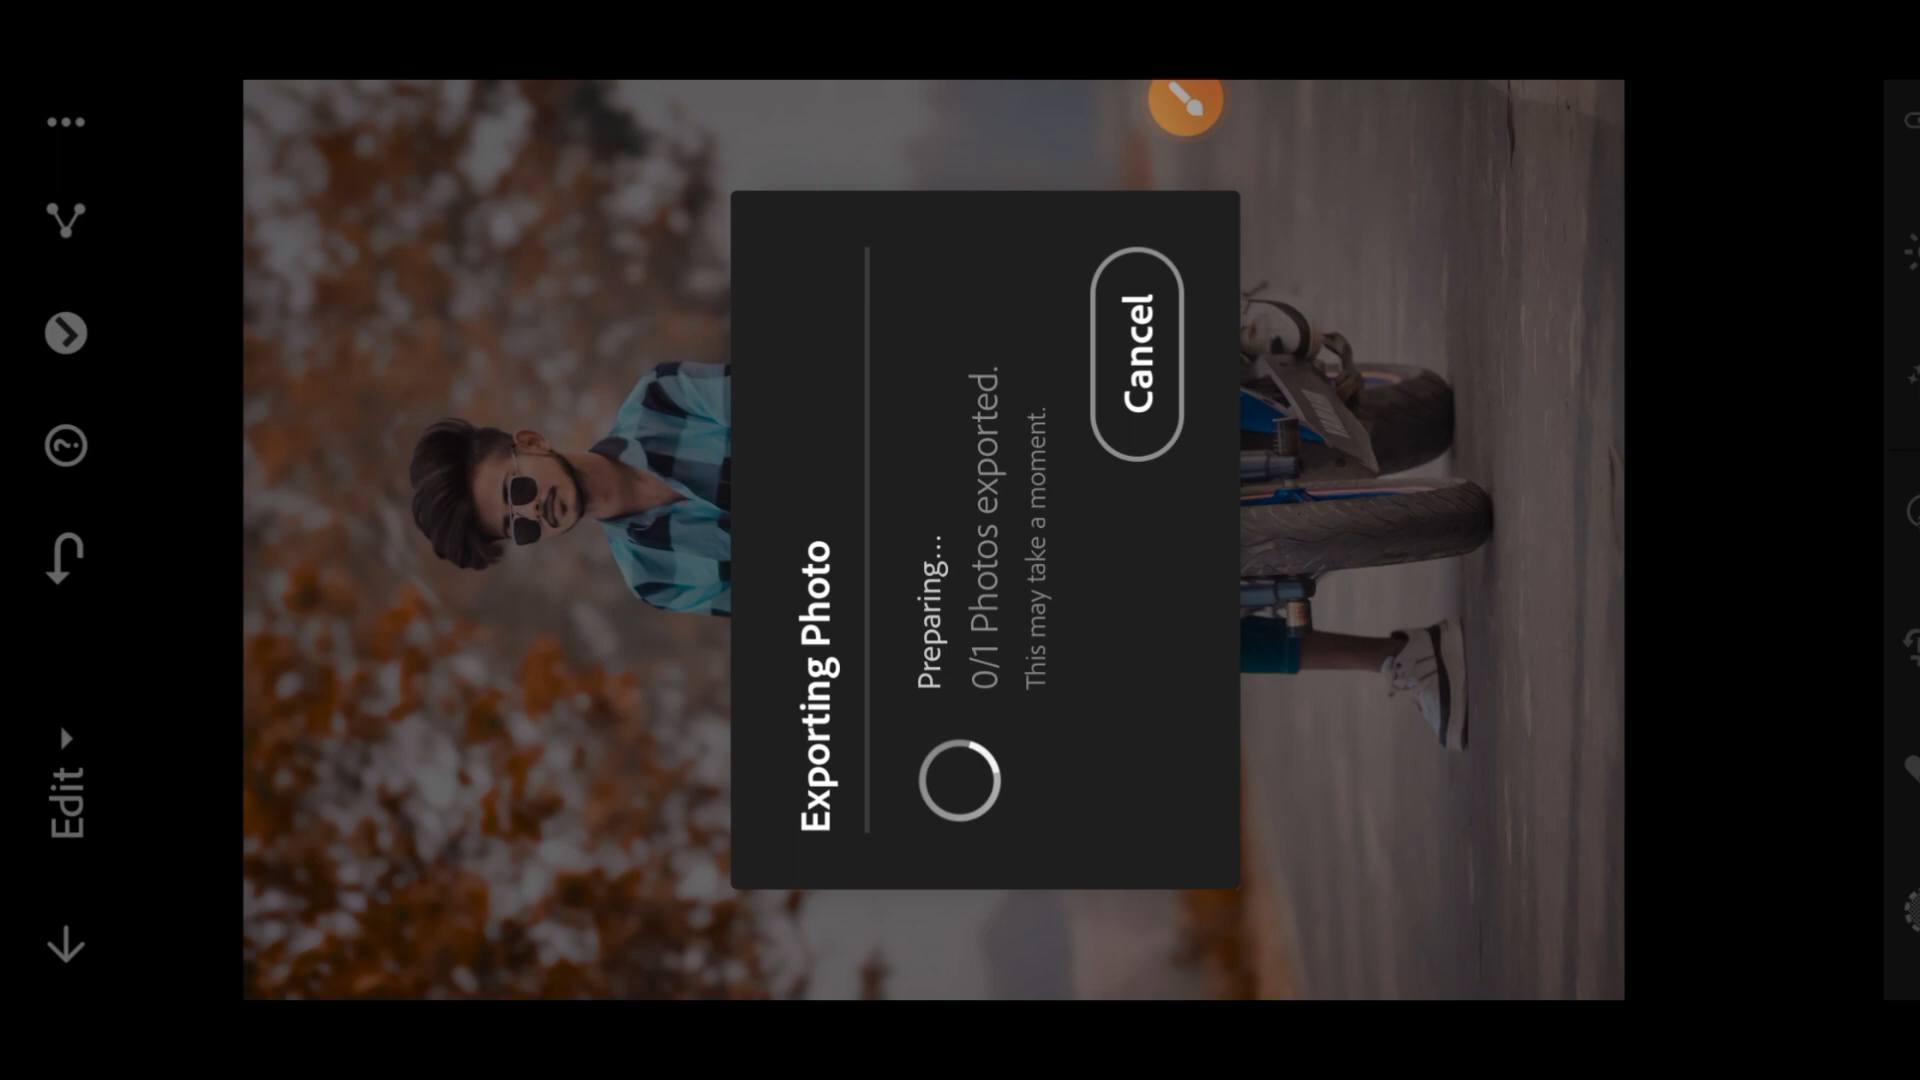 Edit
Exporting Photo
Preparing...
0/1 Photos exported.
This may take a moment.
Cancel